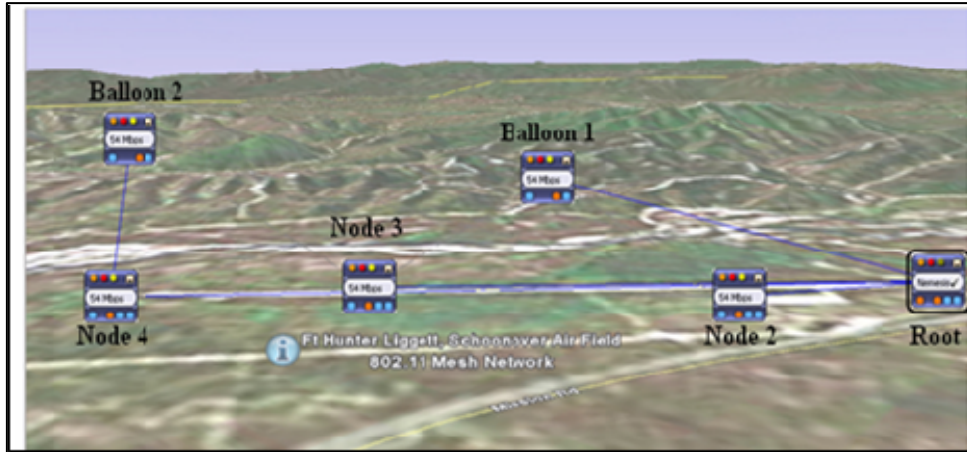 Balloon 2
54 Mbps
Balloon 1
54 Mbps
Node 3
54 Mbps
54 Mbps
54 Mbps
Nemesis✓
Node 4
Node 2
Root
i
Ft Hunter Liggett, Schoonover Air Field
802.11 Mesh Network